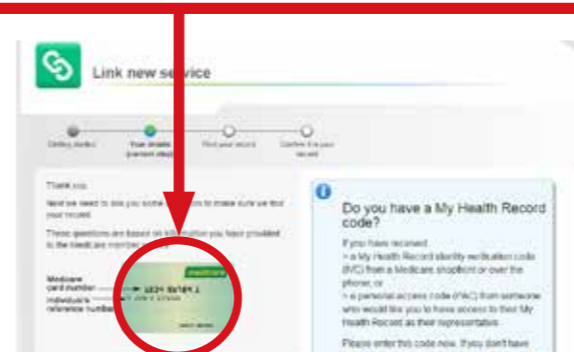 Link new service
Getting started
Your details
(current step)
Find your record
Confirm it is your
record
Thank you.
Next we need to ask you some to make sure we find
your record.
These questions are based on information you have provided
to the Medicare
Medicare
card number
Individual's
reference number
medicare
Do you have a My Health Record
code?
If you have received:
> a My Health Record identity verification code
(IVC) from a Medicare shopfront or over the
phone; or
> a personal access code (PAC) from someone
who would like you to have access to their My
Health Record as their representative.
Please enter this code now. If you don't have